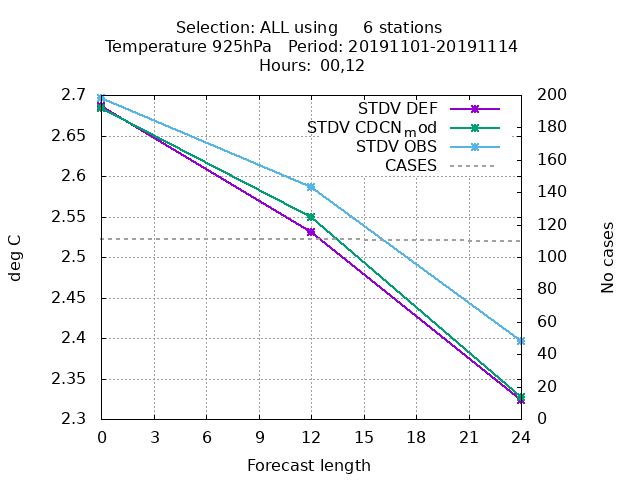 Selection: ALL using     6 stations
Temperature 925hPa   Period: 20191101-20191114
Hours:  00,12
2.7
2.65
2.6
2.55
2.5
2.45
2.4
2.35
2.3
deg C
STDV DEF
STDV CDCNmod
STDV OBS
CASES
200
180
160
140
120
100
80
60
40
20
0
No cases
0 3 6 9 12 15 18 21 24
Forecast length